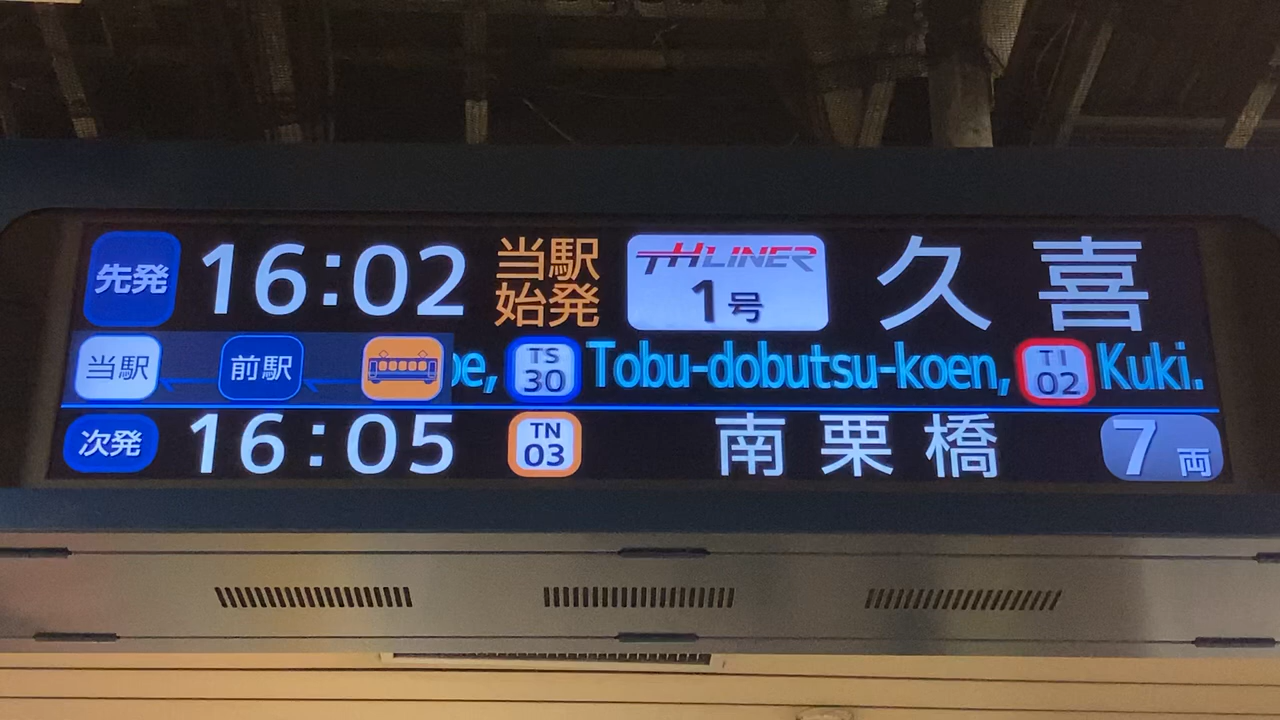 先発 16:02 当駅始発 THLINER 1号 久喜
当駅 前駅 TS 30 Tobu-dobutsu-koen, TI 02 Kuki.
次発 16:05 TN 03 南栗橋 7両